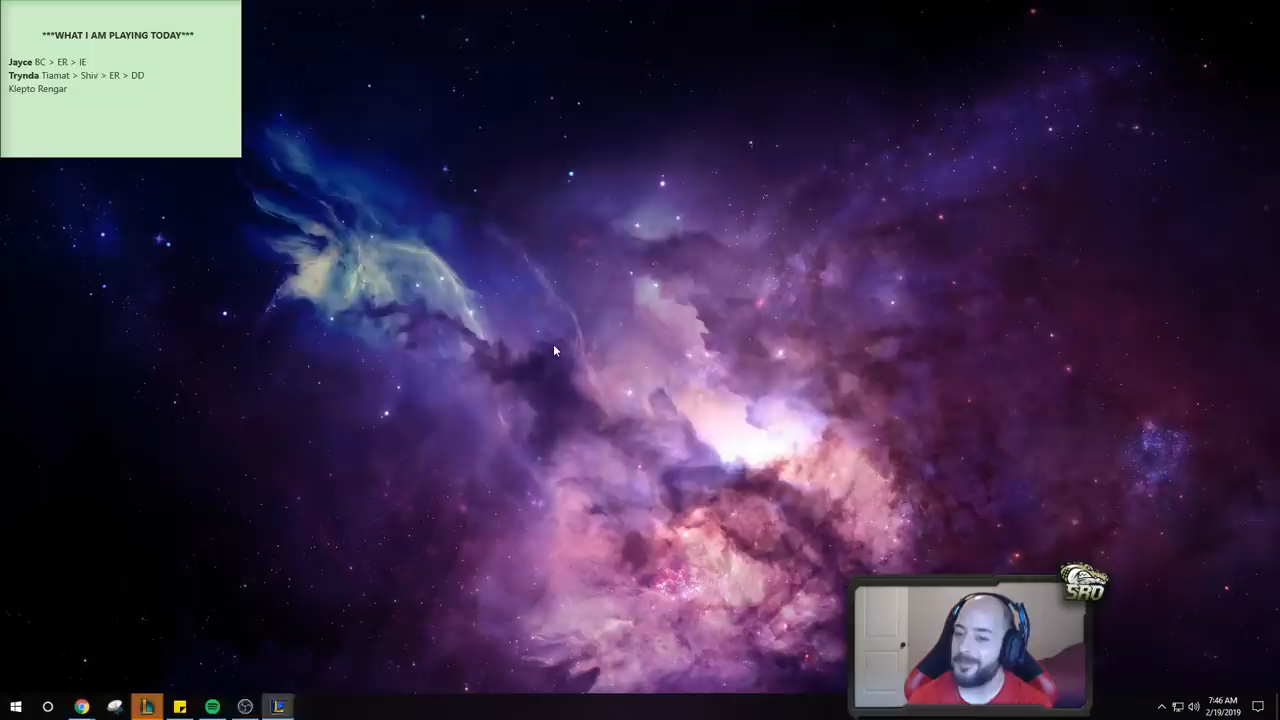 ***WHAT I AM PLAYING TODAY***
Jayce BC > ER > IE
Trynda Tiamat > Shiv > ER > DD
Klepto Rengar
SRO
7:46 AM
2/19/2019